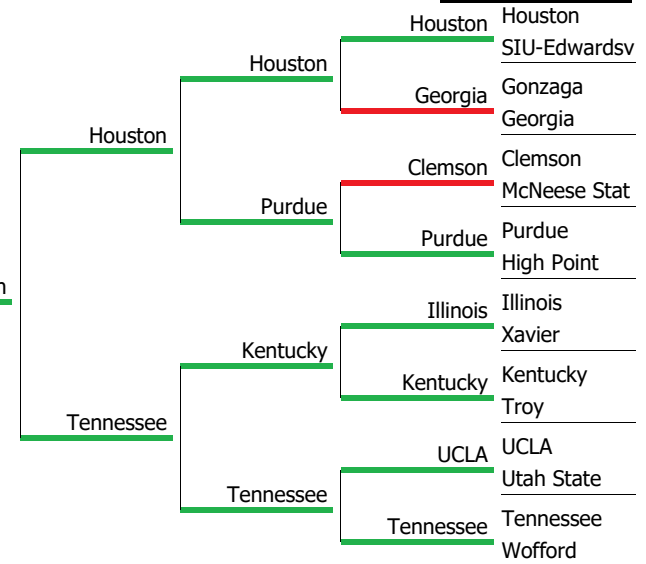 Houston
Houston
SIU-Edwardsv
Houston
Georgia
Gonzaga
Georgia
Houston
Clemson
Clemson
McNeese Stat
Purdue
Purdue
Purdue
High Point
n
Illinois
Illinois
Xavier
Kentucky
Kentucky
Kentucky
Troy
Tennessee
UCLA
UCLA
Utah State
Tennessee
Tennessee
Tennessee
Wofford